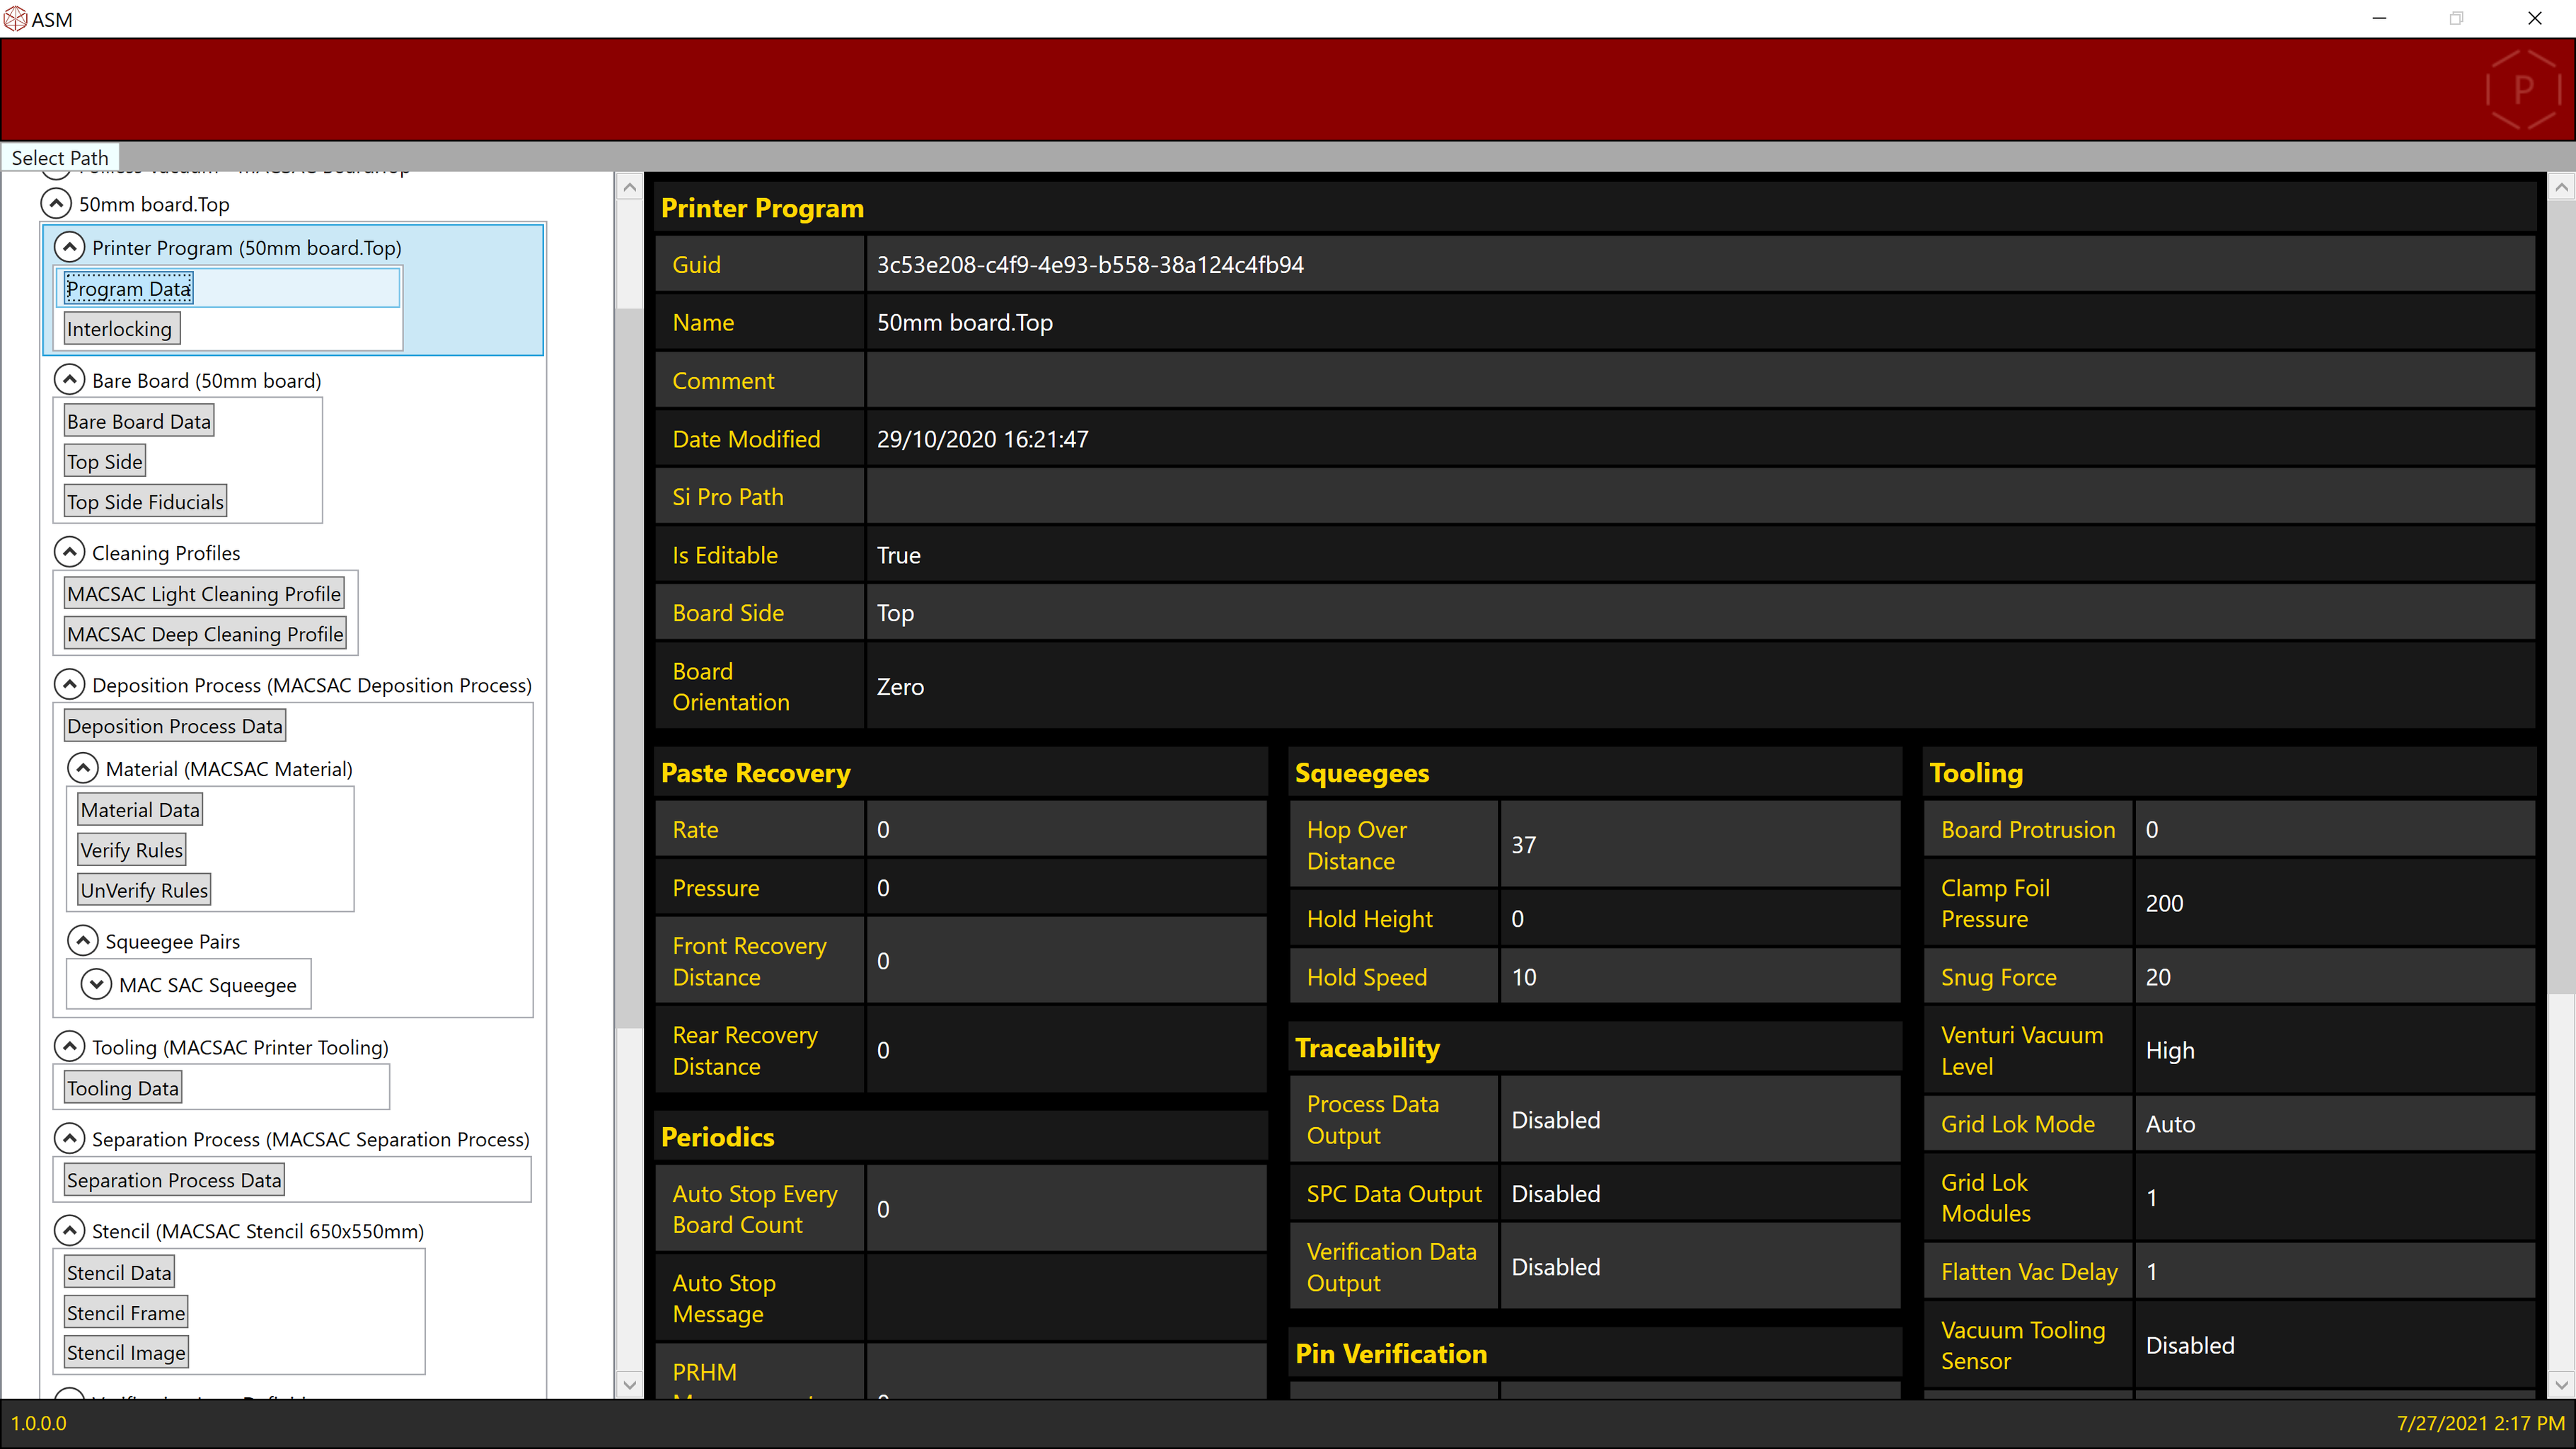 ASM
P
Select Path
50mm board.Top
Printer Program (50mm board.Top)
Program Data
Interlocking
Bare Board (50mm board)
Bare Board Data
Top Side
Top Side Fiducials
Cleaning Profiles
MACSAC Light Cleaning Profile
MACSAC Deep Cleaning Profile
Deposition Process (MACSAC Deposition Process)
Deposition Process Data
Material (MACSAC Material)
Material Data
Verify Rules
UnVerify Rules
Squeegee Pairs
MAC SAC Squeegee
Tooling (MACSAC Printer Tooling)
Tooling Data
Separation Process (MACSAC Separation Process)
Separation Process Data
Stencil (MACSAC Stencil 650x550mm)
Stencil Data
Stencil Frame
Stencil Image
Printer Program
Guid 3c53e208-c4f9-4e93-b558-38a124c4fb94
Name 50mm board.Top
Comment
Date Modified 29/10/2020 16:21:47
Si Pro Path
Is Editable True
Board Side Top
Board
Orientation
Zero
Paste Recovery
Rate 0
Pressure 0
Front Recovery
Distance
0
Rear Recovery
Distance
0
Periodics
Auto Stop Every
Board Count
0
Auto Stop
Message
PRHM
Squeegees
Hop Over
Distance
37
Hold Height 0
Hold Speed 10
Traceability
Process Data
Output
Disabled
SPC Data Output Disabled
Verification Data
Output
Disabled
Pin Verification
Tooling
Board Protrusion 0
Clamp Foil
Pressure
200
Snug Force 20
Venturi Vacuum
Level
High
Grid Lok Mode Auto
Grid Lok
Modules
1
Flatten Vac Delay 1
Vacuum Tooling
Sensor
Disabled
1.0.0.0
7/27/2021 2:17 PM